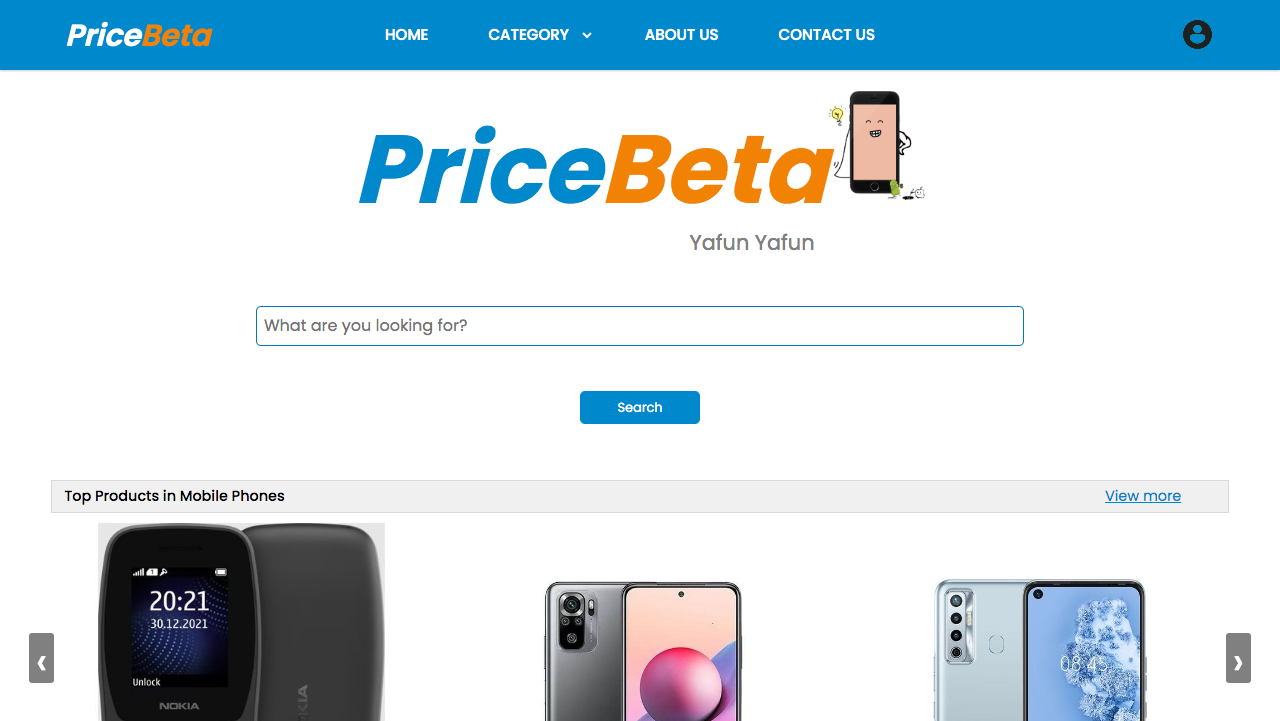 PriceBeta
HOME
CATEGORY
ABOUT US
CONTACT US
PriceBeta
Yafun Yafun
What are you looking for?
Search
Top Products in Mobile Phones
View more
20:21
30.12.2021
Unlock
NOKIA
NOKIA
08:45